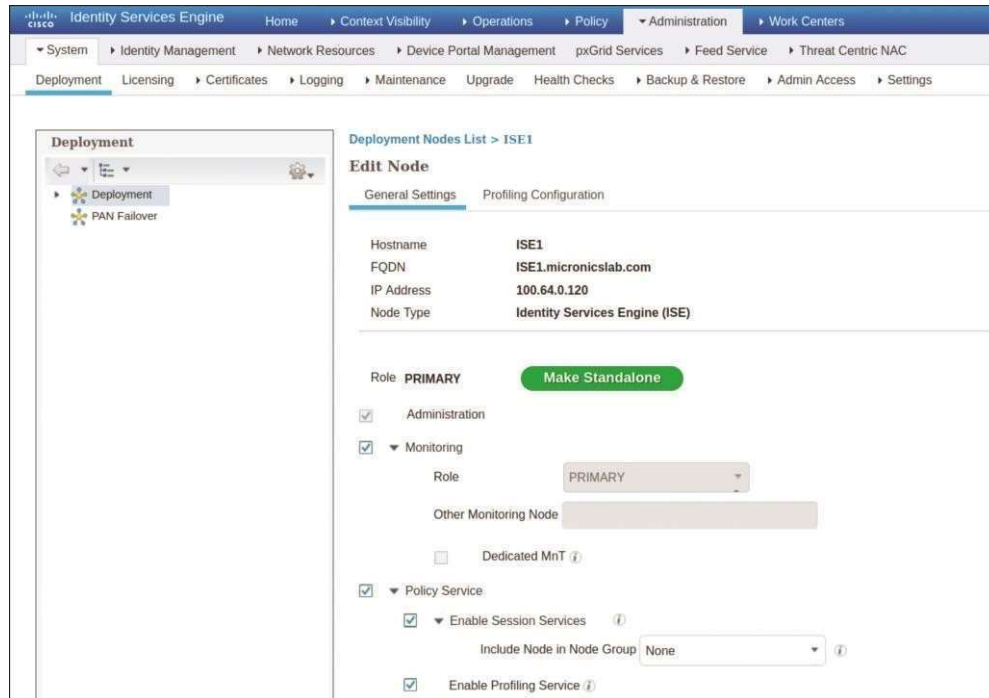 cisco Identity Services Engine Home Context Visibility Operations Policy Administration Work Centers
System Identity Management Network Resources Device Portal Management pxGrid Services Feed Service Threat Centric NAC
Deployment Licensing Certificates Logging Maintenance Upgrade Health Checks Backup & Restore Admin Access Settings
Deployment
Deployment
PAN Failover
Deployment Nodes List > ISE1
Edit Node
General Settings Profiling Configuration
Hostname ISE1
FQDN ISE1.micronicslab.com
IP Address 100.64.0.120
Node Type Identity Services Engine (ISE)
Role PRIMARY Make Standalone
Administration
Monitoring
Role PRIMARY
Other Monitoring Node
Dedicated MnT
Policy Service
Enable Session Services
Include Node in Node Group None
Enable Profiling Service